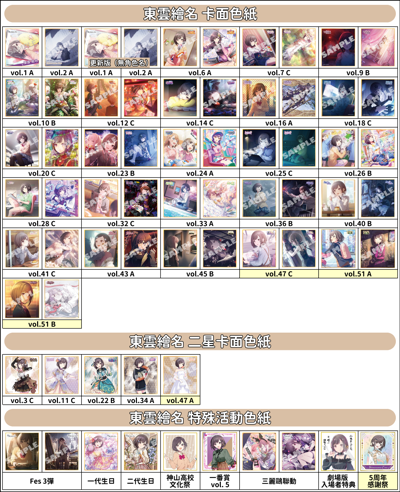 東雲繪名 卡面色紙
更新版（無角色名）
vol.1 A vol.2 A vol.1 A vol.2 A vol.6 A vol.7 C vol.9 B
vol.10 B vol.12 C vol.14 C vol.16 A vol.18 C
vol.20 C vol.23 B vol.24 A vol.25 C vol.26 B
vol.28 C vol.32 C vol.33 A vol.36 B vol.40 B
vol.41 C vol.43 A vol.45 B vol.47 C vol.51 A
vol.51 B
東雲繪名 二星卡面色紙
vol.3 C vol.11 C vol.22 B vol.34 A vol.47 A
東雲繪名 特殊活動色紙
Fes 3彈 一代生日 二代生日 神山高校 文化祭 一番賞 vol. 5 三麗鷗聯動 劇場版 入場者特典 5周年 感謝祭